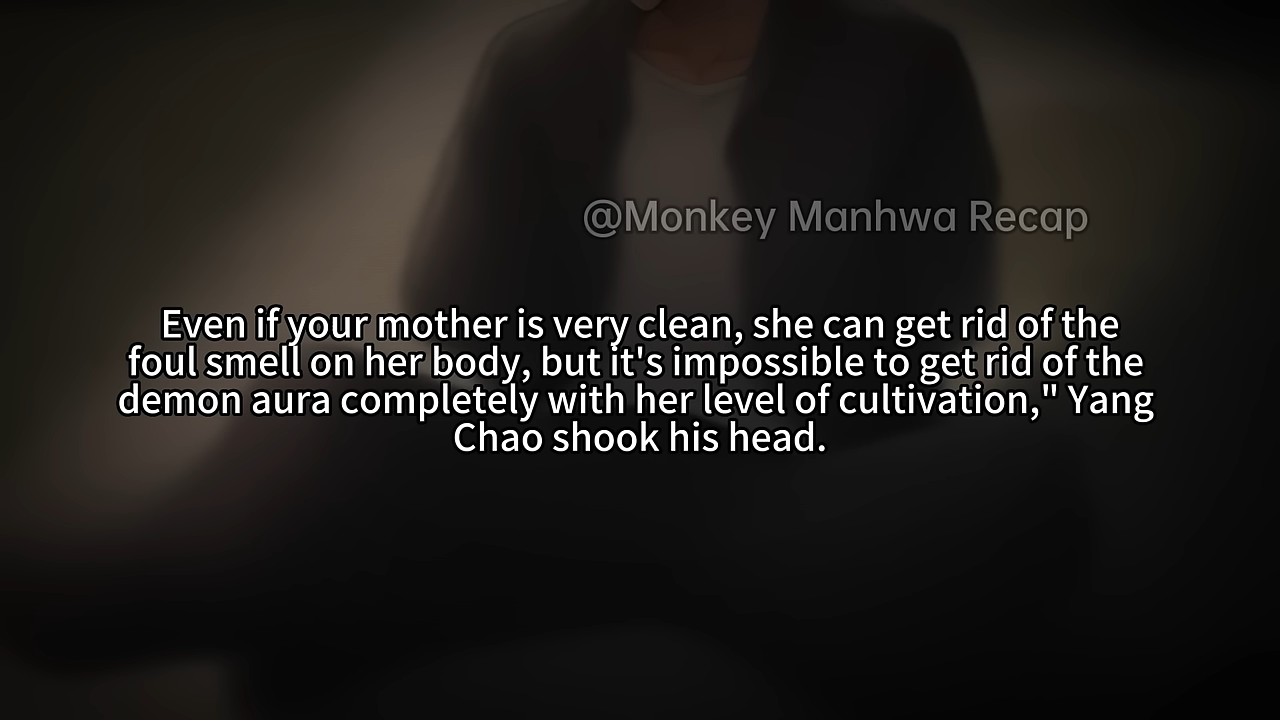 @Monkey Manhwa Recap
Even if your mother is very clean, she can get rid of the
foul smell on her body, but it's impossible to get rid of the
demon aura completely with her level of cultivation," Yang
Chao shook his head.